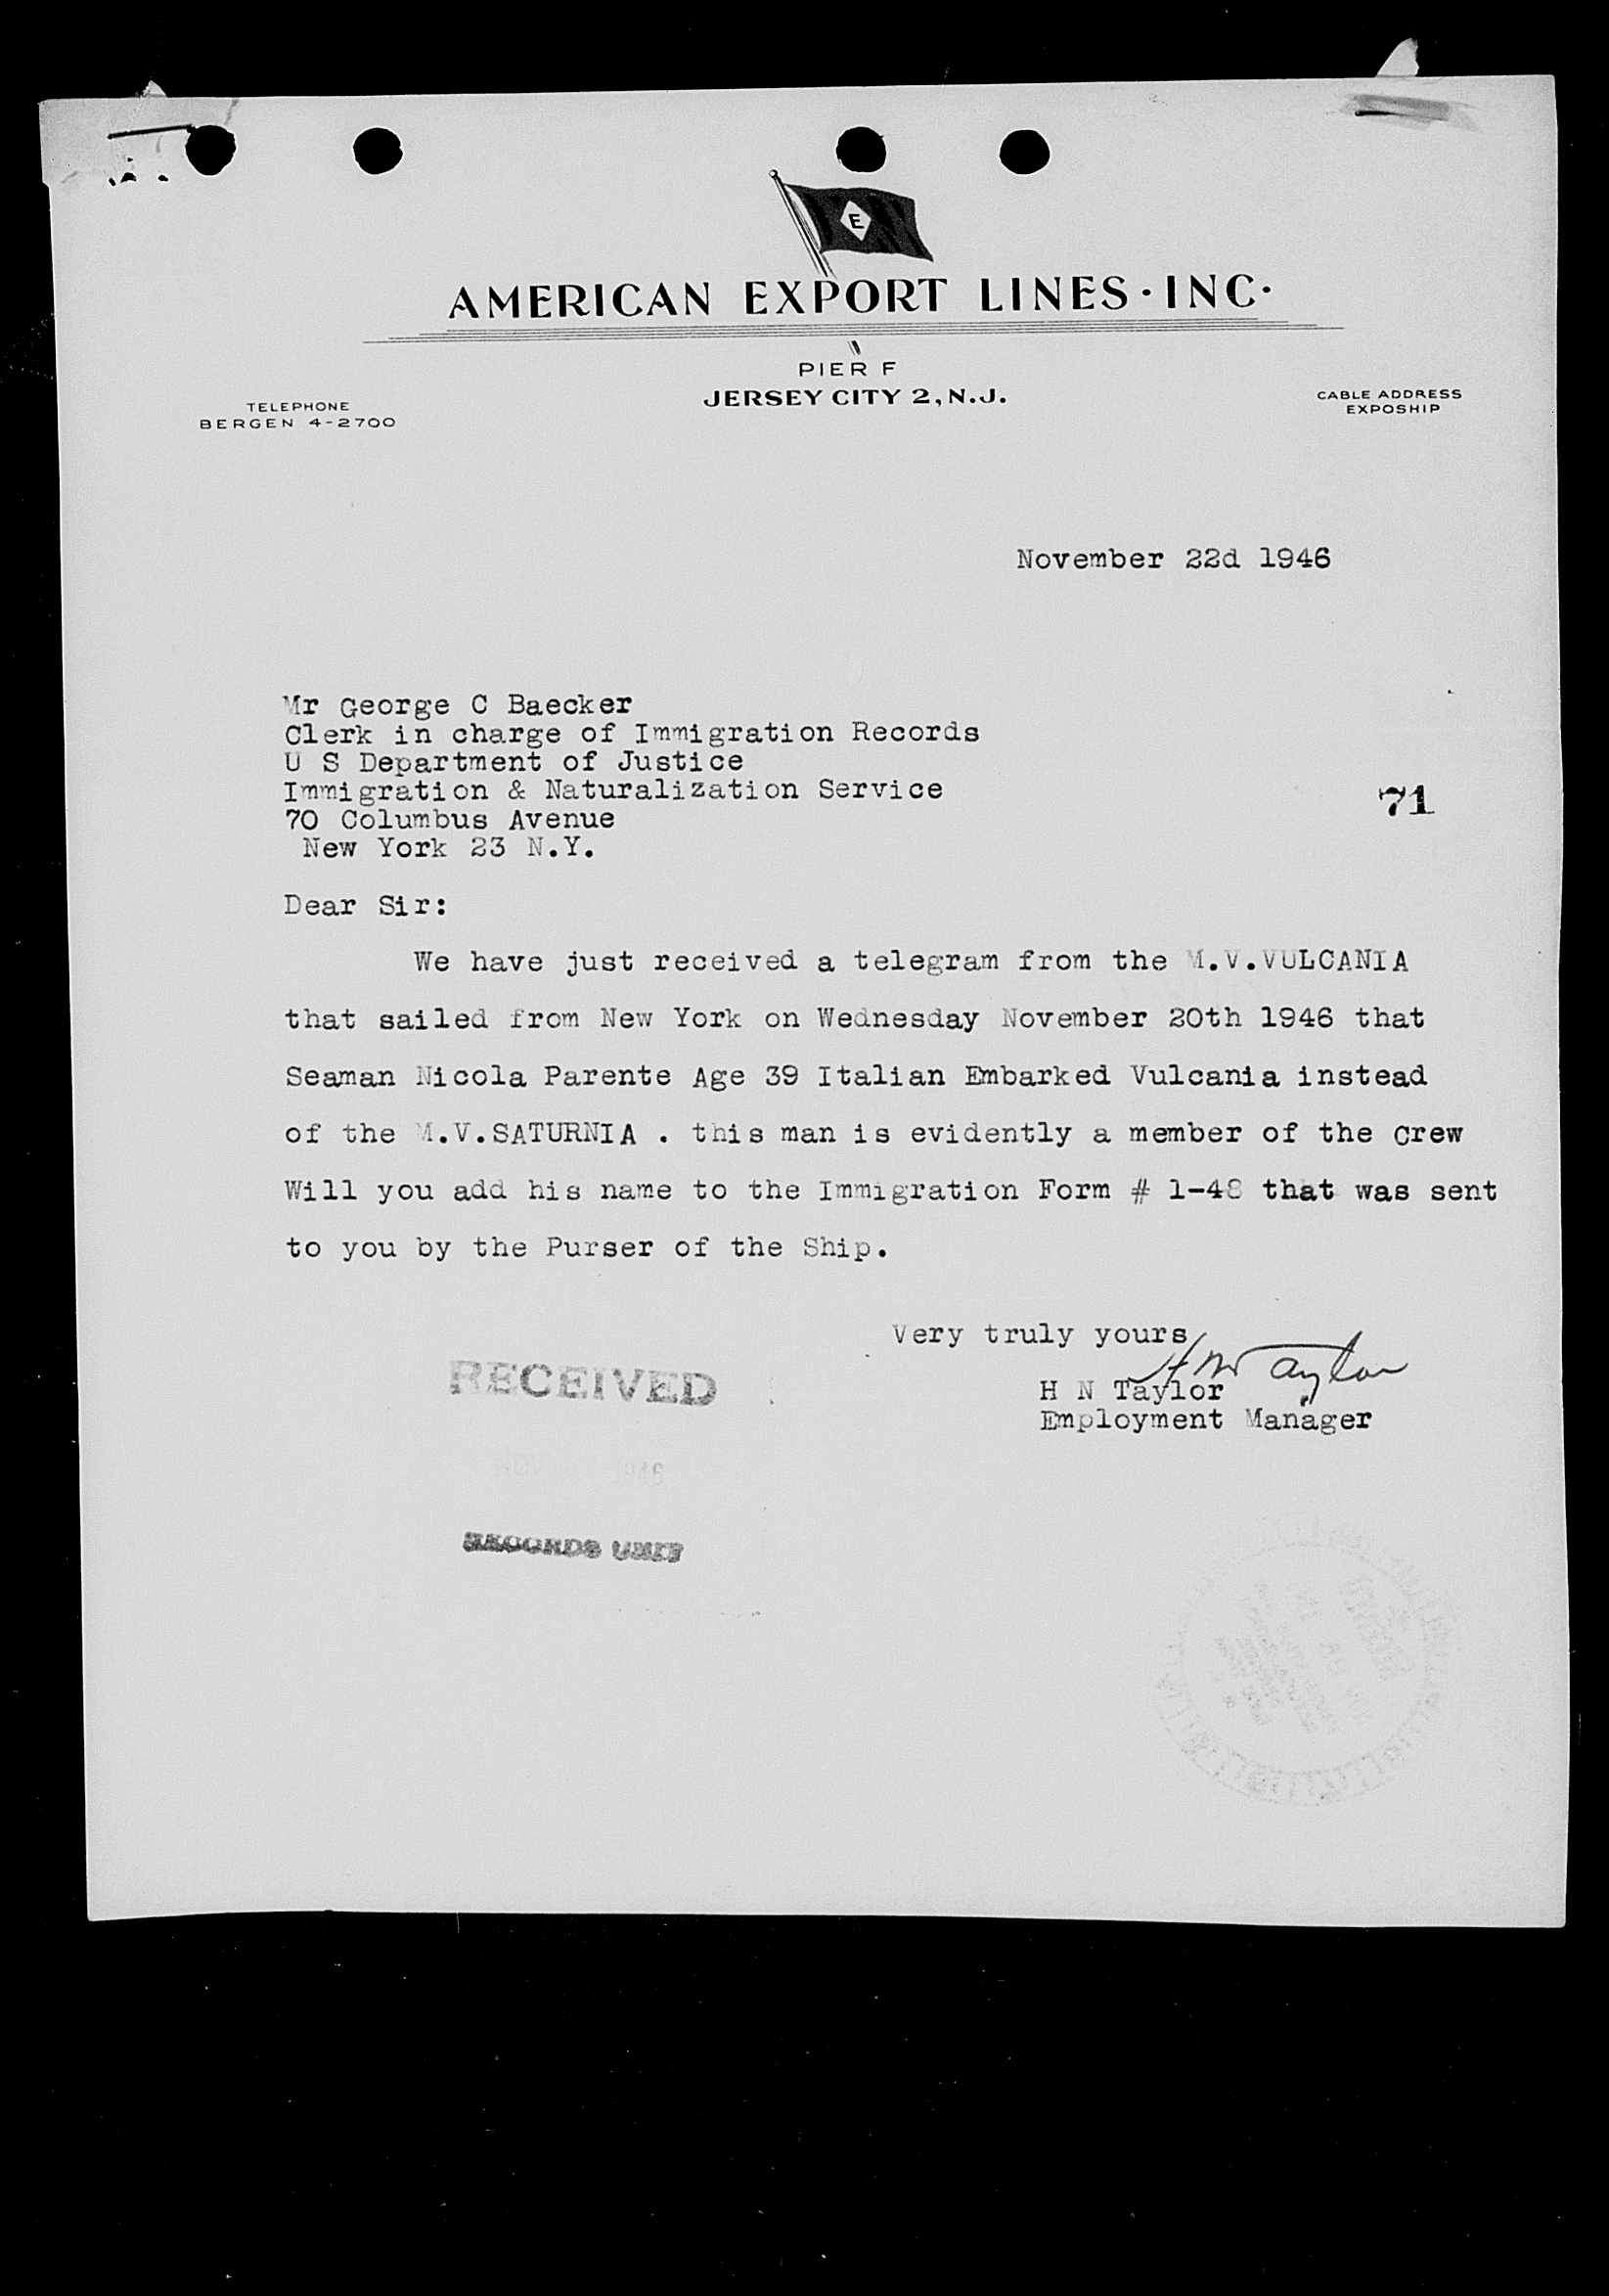 E
AMERICAN EXPORT LINES·INC·
PIER F
JERSEY CITY 2, N.J.
TELEPHONE
BERGEN 4-2700
CABLE ADDRESS
EXPOSHIP
November 22d 1946
Mr George C Baecker
Clerk in charge of Immigration Records
U S Department of Justice
Immigration & Naturalization Service
70 Columbus Avenue
New York 23 N.Y.
71
Dear Sir:
We have just received a telegram from the M.V.VULCANIA
that sailed from New York on Wednesday November 20th 1946 that
Seaman Nicola Parente Age 39 Italian Embarked Vulcania instead
of the M.V.SATURNIA . this man is evidently a member of the Crew
Will you add his name to the Immigration Form # 1-48 that was sent
to you by the Purser of the Ship.
Very truly yours,
H N Taylor
H N Taylor
Employment Manager
RECEIVED
NOV 1946
RECORDS UNIT